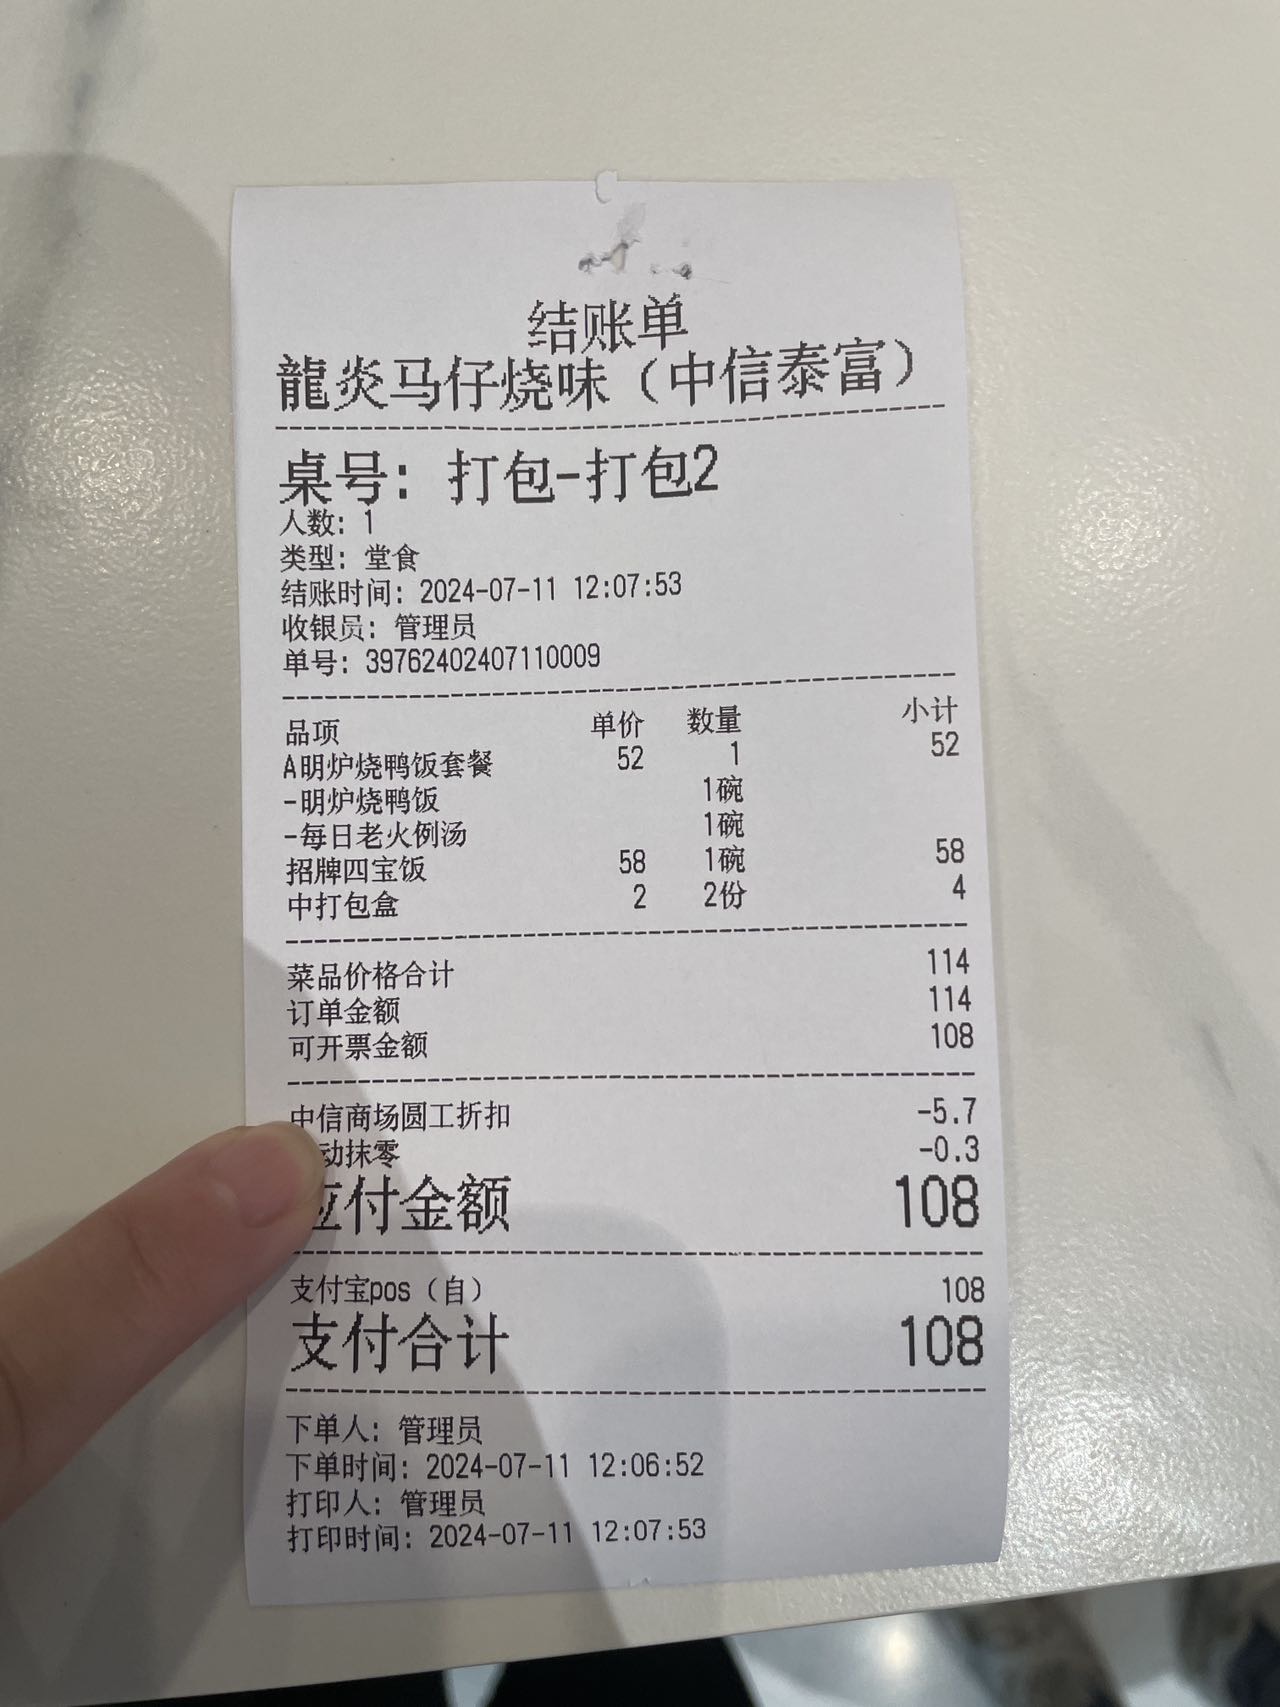 结账单
龍炎马仔烧味（中信泰富）
桌号: 打包-打包2
人数: 1
类型: 堂食
结账时间: 2024-07-11 12:07:53
收银员: 管理员
单号: 39762402407110009
品项 单价 数量 小计
A明炉烧鸭饭套餐 52 1 52
-明炉烧鸭饭 1碗
-每日老火例汤 1碗
招牌四宝饭 58 1碗 58
中打包盒 2 2份 4
菜品价格合计 114
订单金额 114
可开票金额 108
中信商场圆工折扣 -5.7
动抹零 -0.3
应付金额 108
支付宝pos（自） 108
支付合计 108
下单人: 管理员
下单时间: 2024-07-11 12:06:52
打印人: 管理员
打印时间: 2024-07-11 12:07:53